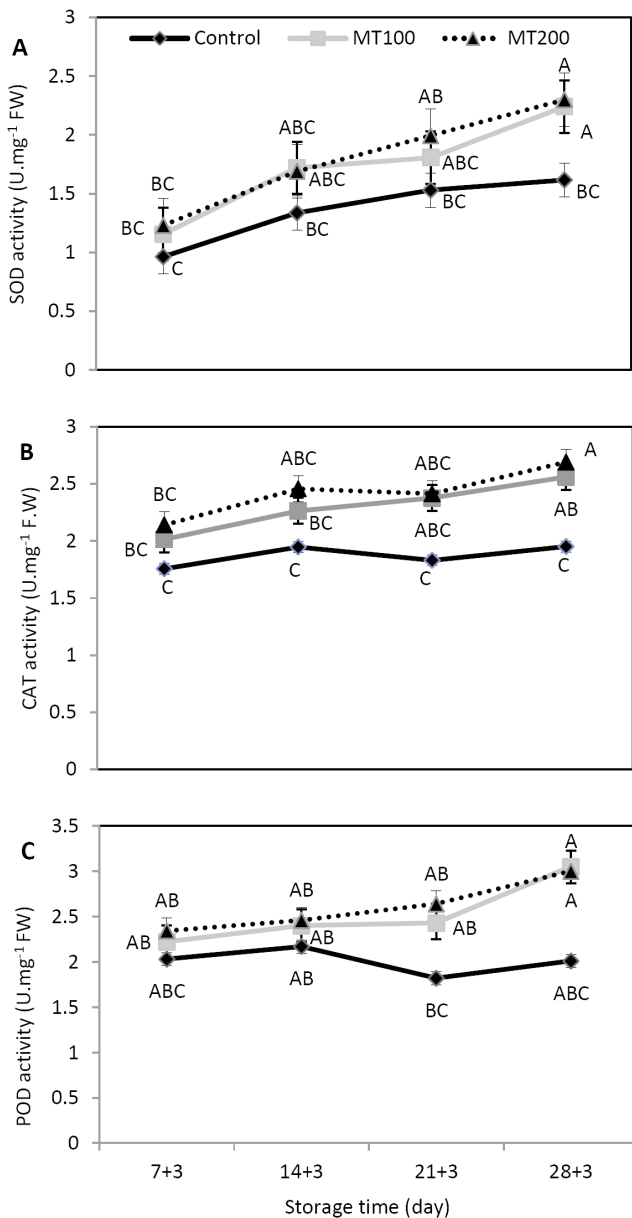 A
Control MT100 MT200
SOD activity (U.mg-1 FW)
3
2.5
2
1.5
1
0.5
0
BC
BC
C
ABC
ABC
BC
AB
ABC
BC
A
A
BC
B
CAT activity (U.mg-1 F.W)
3
2.5
2
1.5
1
0.5
0
BC
BC
C
ABC
BC
C
ABC
ABC
C
A
AB
C
C
POD activity (U.mg-1 FW)
3.5
3
2.5
2
1.5
1
0.5
0
AB
AB
ABC
AB
AB
AB
AB
AB
BC
A
A
ABC
7+3 14+3 21+3 28+3
Storage time (day)